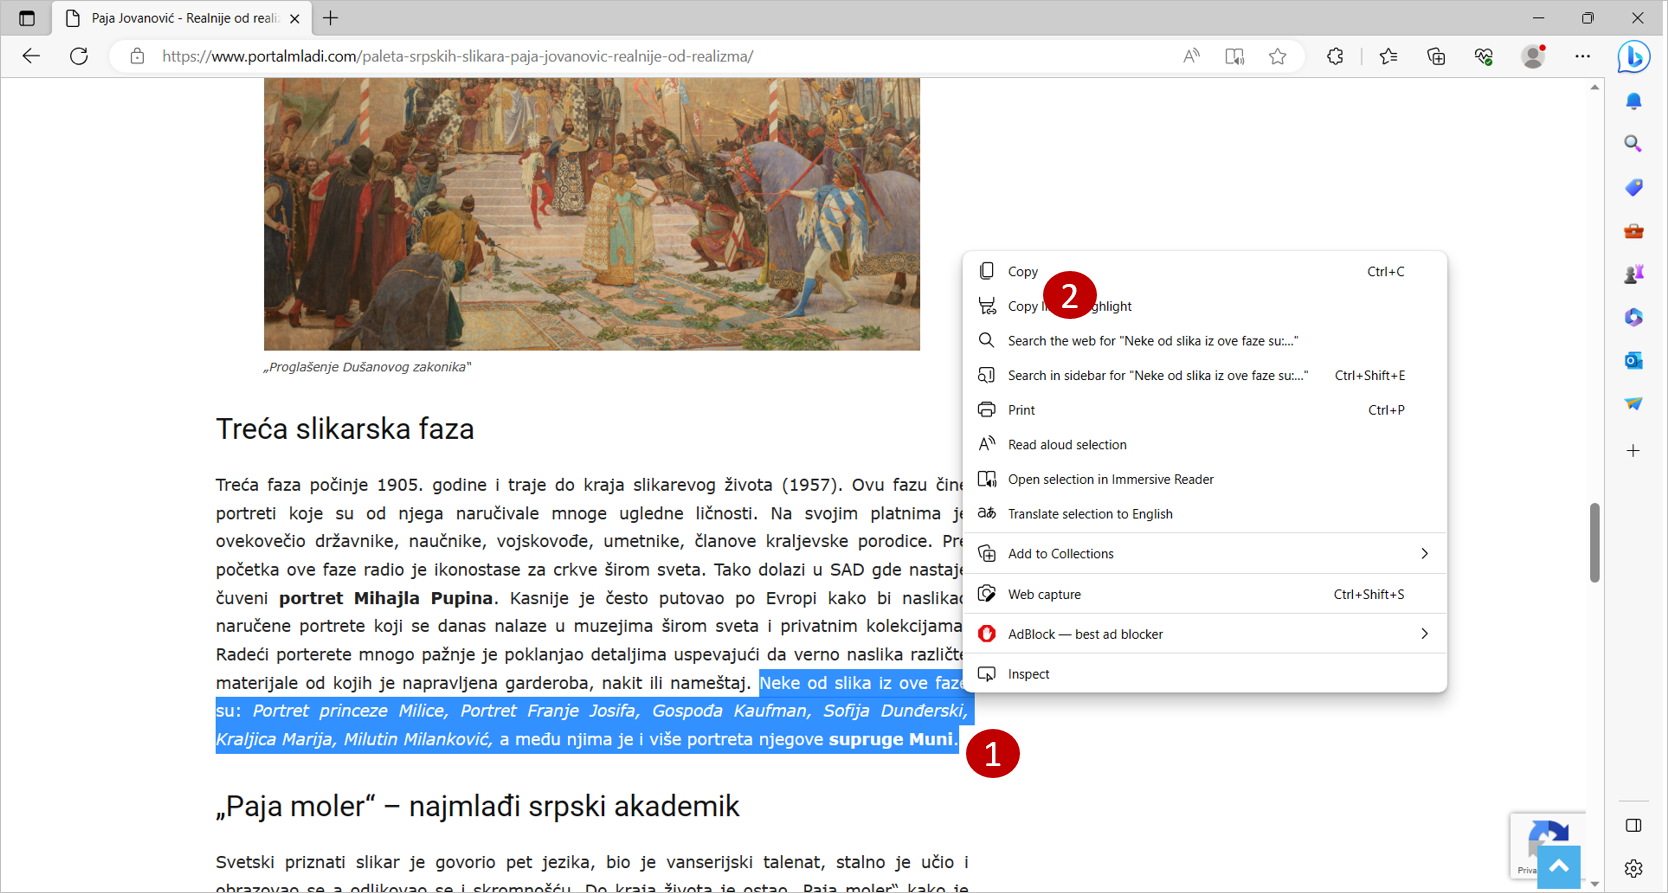 Paja Jovanović - Realnije od reali
https://www.portalmladi.com/paleta-srpskih-slikara-paja-jovanovic-realnije-od-realizma/
„Proglašenje Dušanovog zakonika“
Treća slikarska faza
Treća faza počinje 1905. godine i traje do kraja slikarevog života (1957). Ovu fazu čine
portreti koje su od njega naručivale mnoge ugledne ličnosti. Na svojim platnima je
ovekovečio državnike, naučnike, vojskovođe, umetnike, članove kraljevske porodice. Pre
početka ove faze radio je ikonostase za crkve širom sveta. Tako dolazi u SAD gde nastaje
čuveni portret Mihajla Pupina. Kasnije je često putovao po Evropi kako bi naslikao
naručene portrete koji se danas nalaze u muzejima širom sveta i privatnim kolekcijama
Radeći porterete mnogo pažnje je poklanjao detaljima uspevajući da verno naslika različte
materijale od kojih je napravljena garderoba, nakit ili nameštaj. Neke od slika iz ove faze
su: Portret princeze Milice, Portret Franje Josifa, Gospođa Kaufman, Sofija Dunđerski,
Kraljica Marija, Milutin Milanković, a među njima je i više portreta njegove supruge Muni.
1
„Paja moler“ – najmlađi srpski akademik
Svetski priznati slikar je govorio pet jezika, bio je vanserijski talenat, stalno je učio i
obrazovao se a odlikovao se i skromnošću. Do kraja života je ostao „Paja moler“ kako je
Copy Ctrl+C
2
Copy ghlight
Search the web for "Neke od slika iz ove faze su:..."
Search in sidebar for "Neke od slika iz ove faze su:..." Ctrl+Shift+E
Print Ctrl+P
Read aloud selection
Open selection in Immersive Reader
Translate selection to English
Add to Collections
Web capture Ctrl+Shift+S
AdBlock — best ad blocker
Inspect
Priva